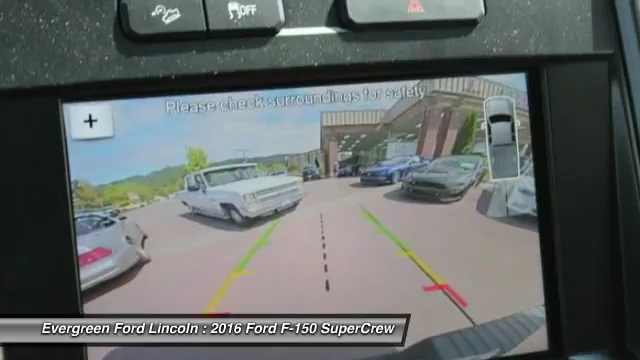 OFF
Please check surroundings for safety
+
Evergreen Ford Lincoln : 2016 Ford F-150 SuperCrew